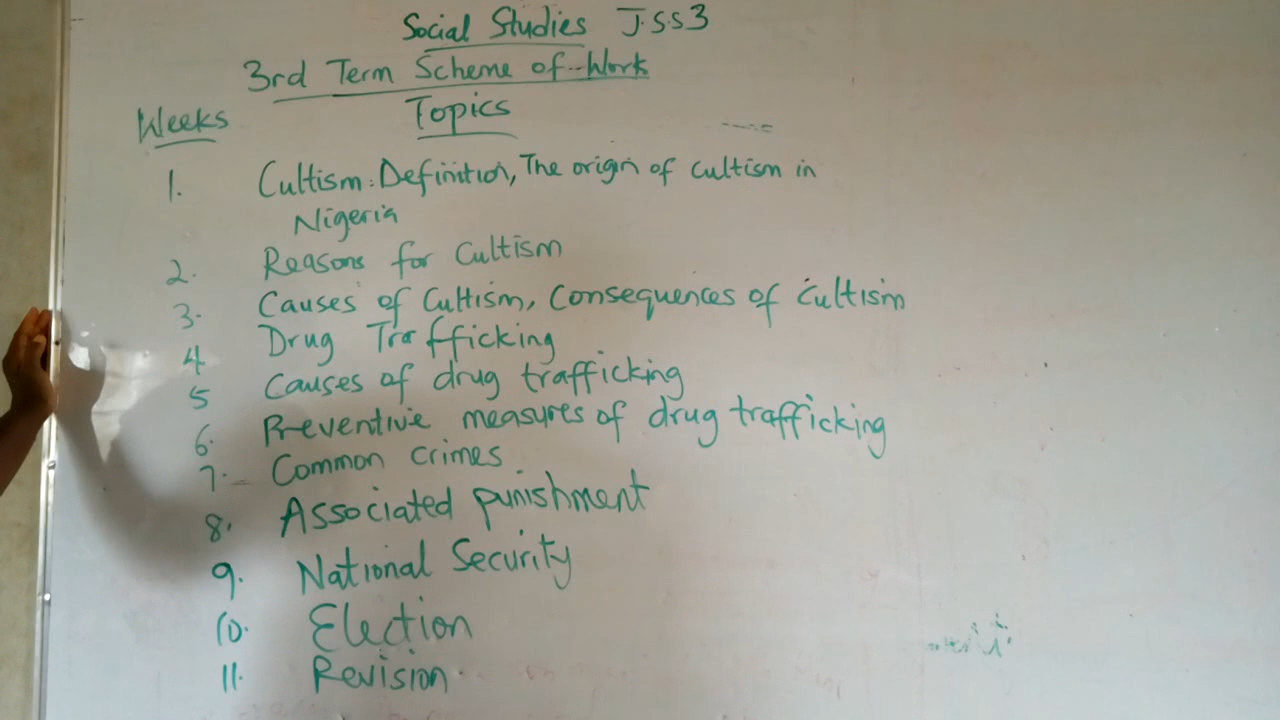 Social Studies J.S.S3
3rd Term Scheme of Work
Weeks Topics
1. Cultism: Definition, The origin of cultism in
Nigeria
2. Reasons for Cultism
3. Causes of Cultism, Consequences of Cultism
4 Drug Trafficking
5 Causes of drug trafficking
6. Preventive measures of drug trafficking
7. Common crimes
8. Associated punishment
9. National Security
10. Election
11. Revision